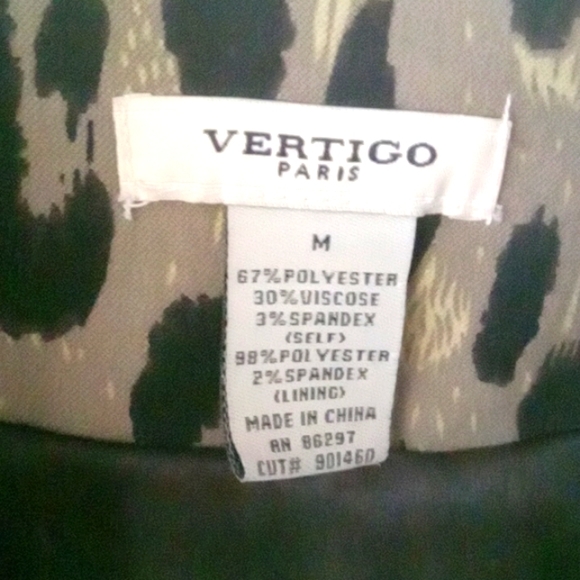 VERTIGO
PARIS
M
67%POLYESTER
30%VISCOSE
3%SPANDEX
(SELF)
98%POLYESTER
2%SPANDEX
(LINING)
MADE IN CHINA
RN 86297
CUT# 901460